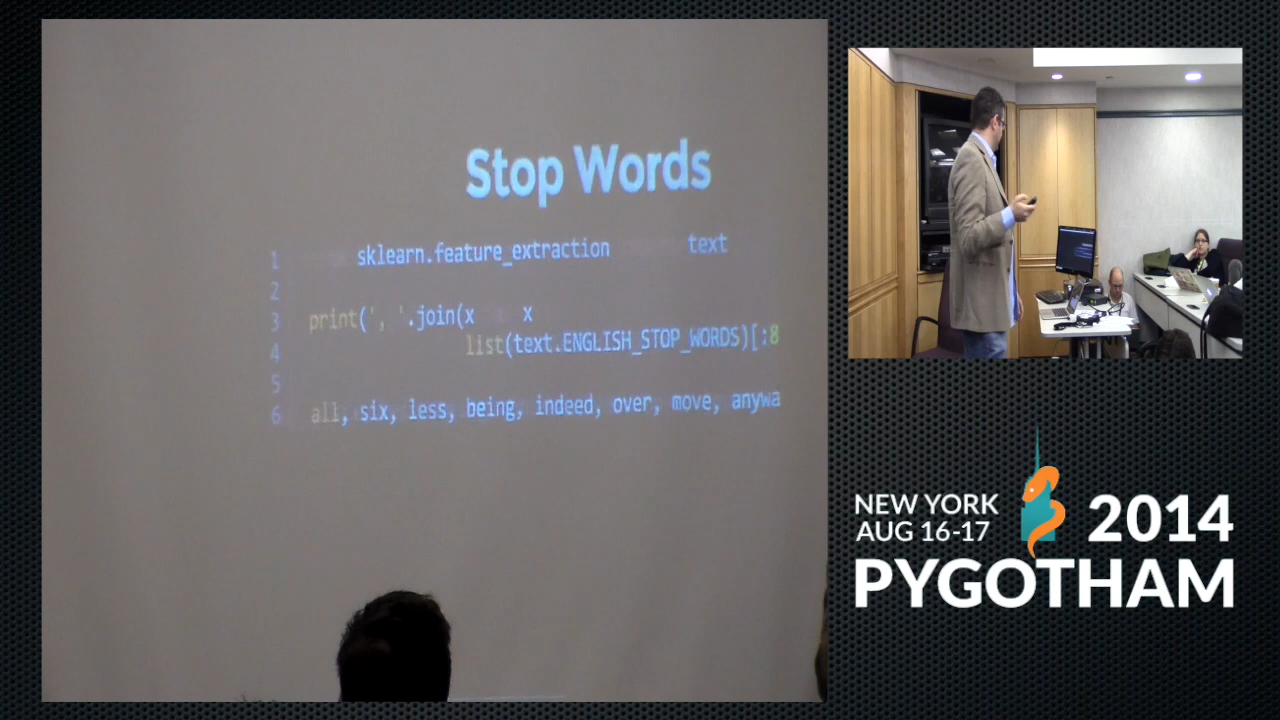 Stop Words
1 sklearn.feature_extraction text
2
3 print(', '.join(x x
4 list(text.ENGLISH_STOP_WORDS)[:8
5
6 all, six, less, being, indeed, over, move, anywa
NEW YORK
AUG 16-17
2014
PYGOTHAM